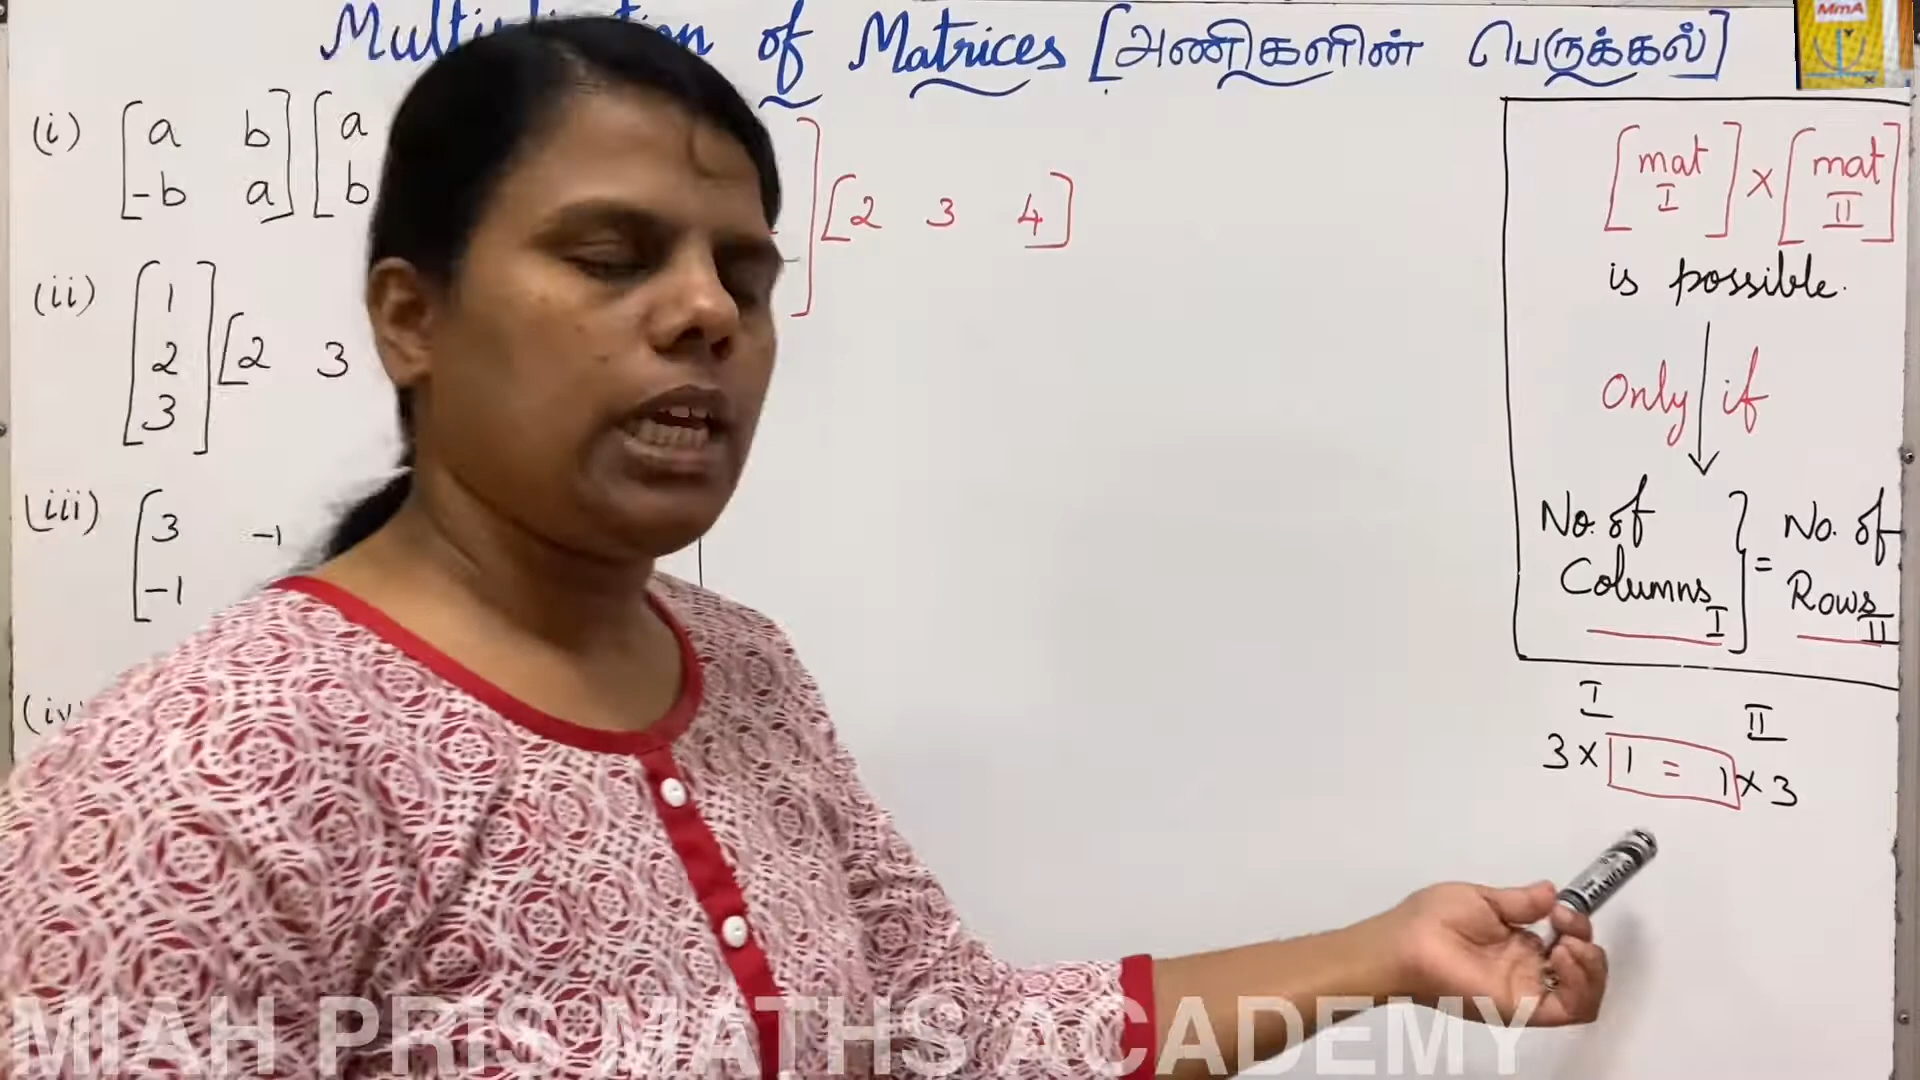 of Matrices [அணிகளின் பெருக்கல்]
MmA
(i) [a b] [a
[-b a] [b
[2 3 4]
(ii) [1
2
3] [2 3
(iii) [3 -1
[-1
(iv
[mat I] × [mat II]
is possible.
Only if
No. of Columns I } = No. of Rows II
I II
3 × 1 = 1 × 3
MIAH PRIS MATHS ACADEMY